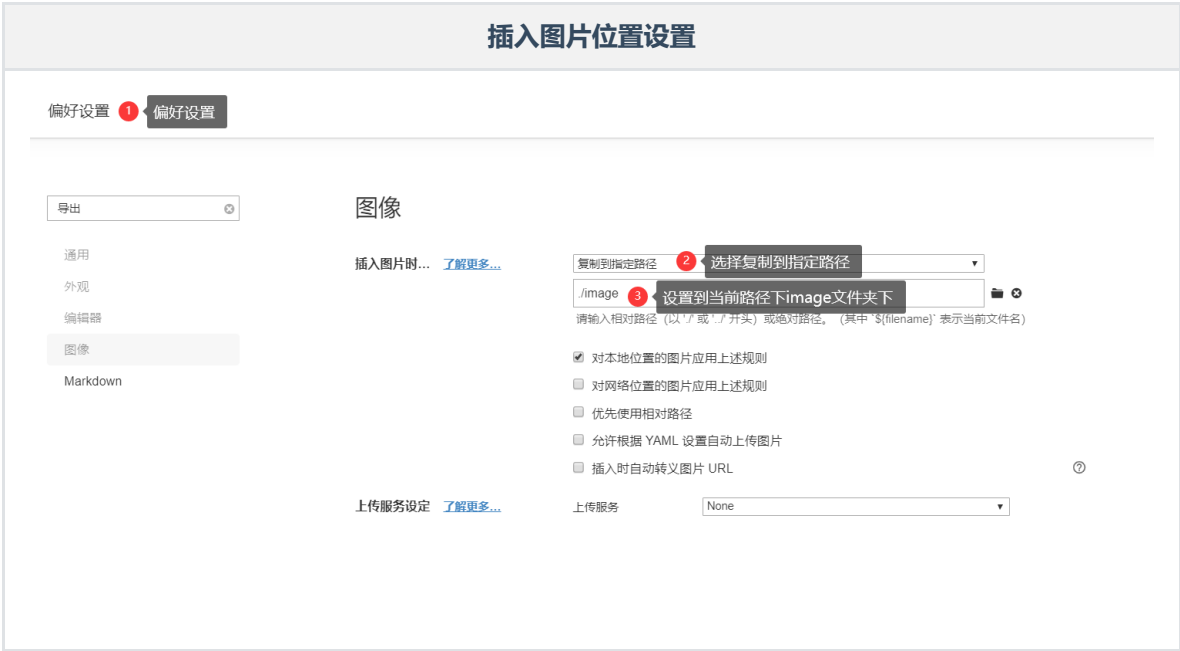 插入图片位置设置
偏好设置 1 偏好设置
导出
通用
外观
编辑器
图像
Markdown
图像
插入图片时... 了解更多... 复制到指定路径 2 选择复制到指定路径
./image 3 设置到当前路径下image文件夹下
请输入相对路径（以 './' 或 '../' 开头）或绝对路径。（其中 `${filename}` 表示当前文件名）
对本地位置的图片应用上述规则
对网络位置的图片应用上述规则
优先使用相对路径
允许根据 YAML 设置自动上传图片
插入时自动转义图片 URL
上传服务设定 了解更多... 上传服务 None